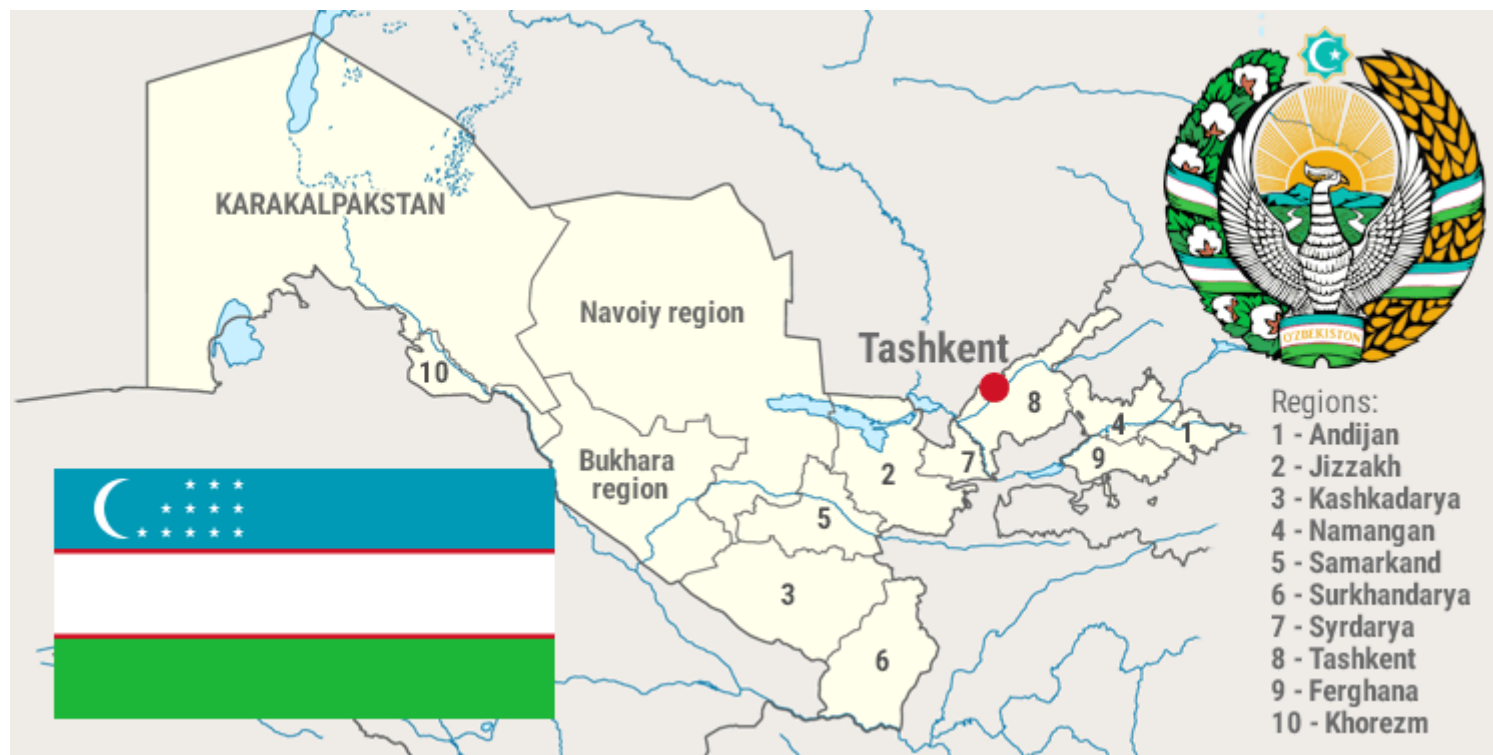 KARAKALPAKSTAN
Navoiy region
Tashkent
10
8
4
1
Bukhara
region
2
7
9
5
3
6
O'ZBEKISTON
Regions:
1 - Andijan
2 - Jizzakh
3 - Kashkadarya
4 - Namangan
5 - Samarkand
6 - Surkhandarya
7 - Syrdarya
8 - Tashkent
9 - Ferghana
10 - Khorezm